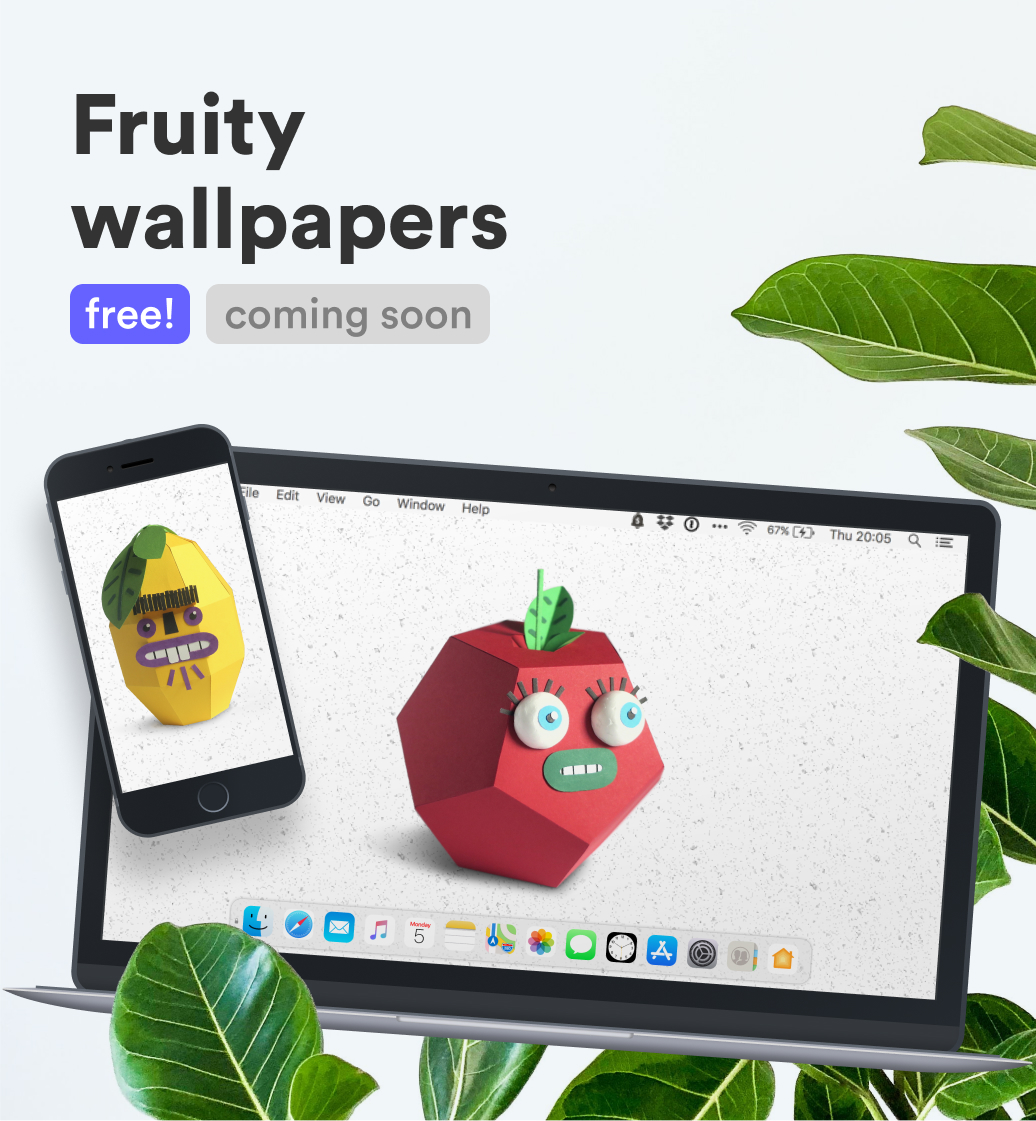 Fruity
wallpapers
free! coming soon
File Edit View Go Window Help
67% Thu 20:05
Monday
5